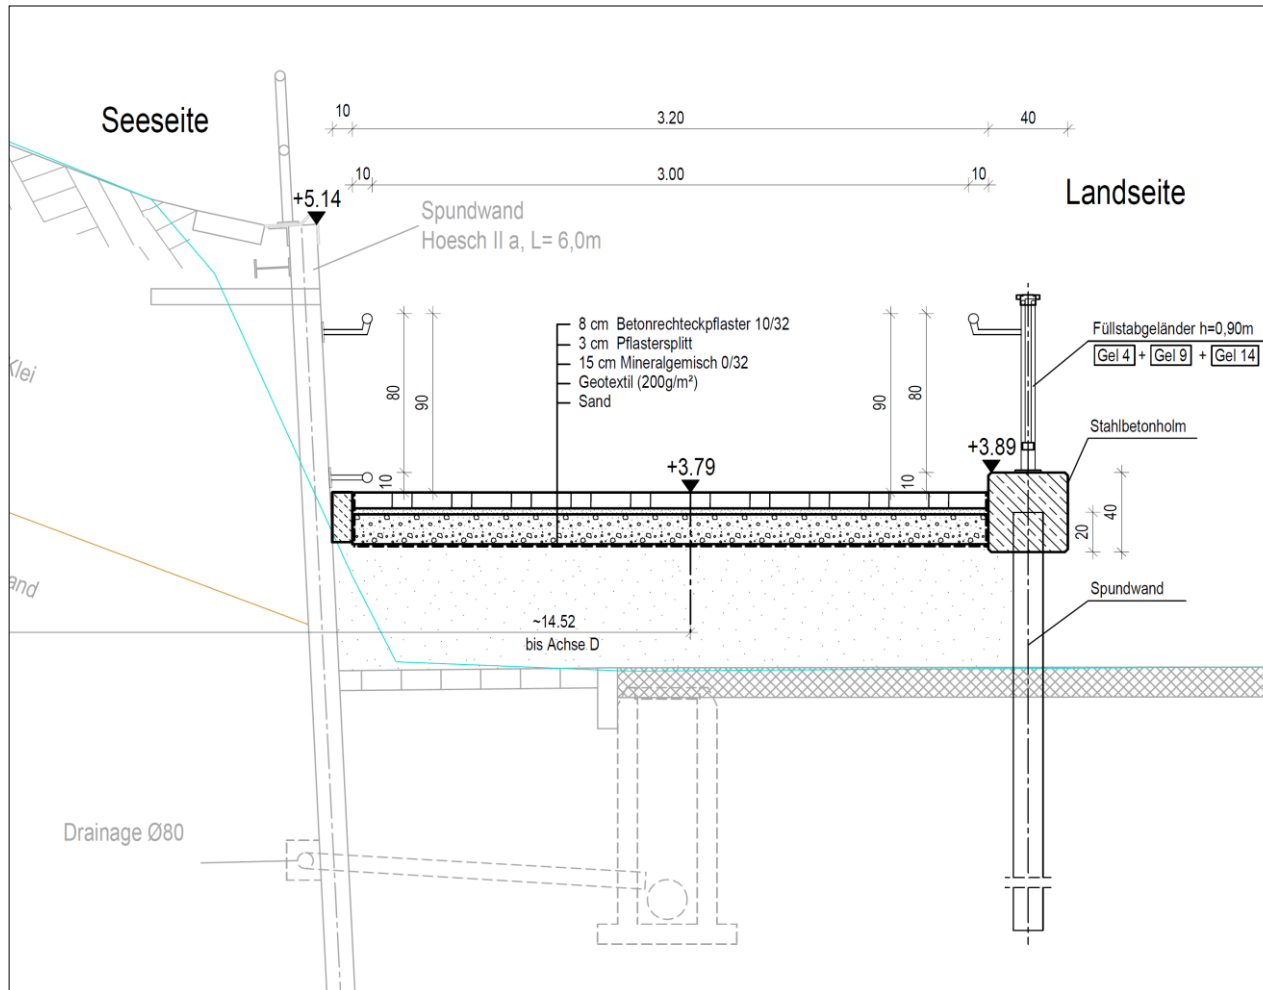 10
3.20
40
Seeseite
10
3.00
10
Landseite
+5.14
Spundwand
Hoesch II a, L= 6,0m
8 cm Betonrechteckpflaster 10/32
3 cm Pflastersplitt
15 cm Mineralgemisch 0/32
Geotextil (200g/m²)
Sand
Füllstabgeländer h=0,90m
Gel 4 + Gel 9 + Gel 14
Klei
80
90
90
80
Stahlbetonholm
+3.79
+3.89
10
10
20
40
and
Spundwand
~14.52
bis Achse D
Drainage Ø80